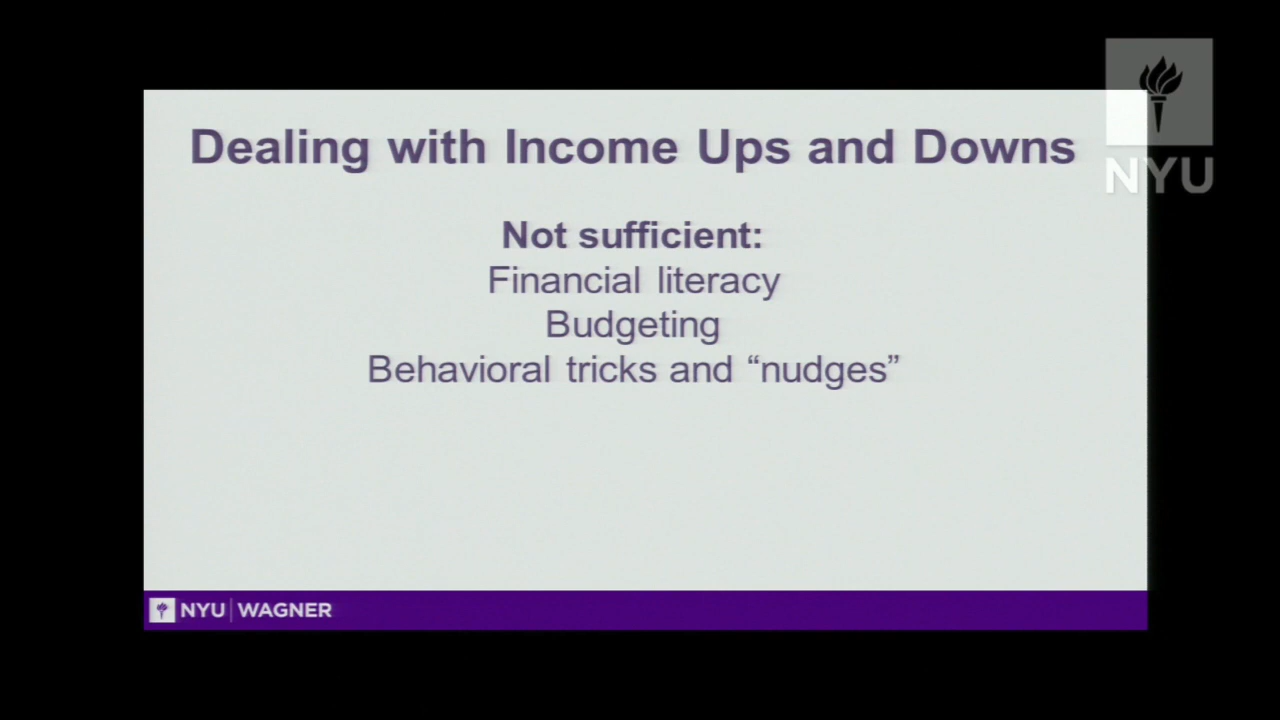 Dealing with Income Ups and Downs
NYU
Not sufficient:
Financial literacy
Budgeting
Behavioral tricks and “nudges”
NYU | WAGNER